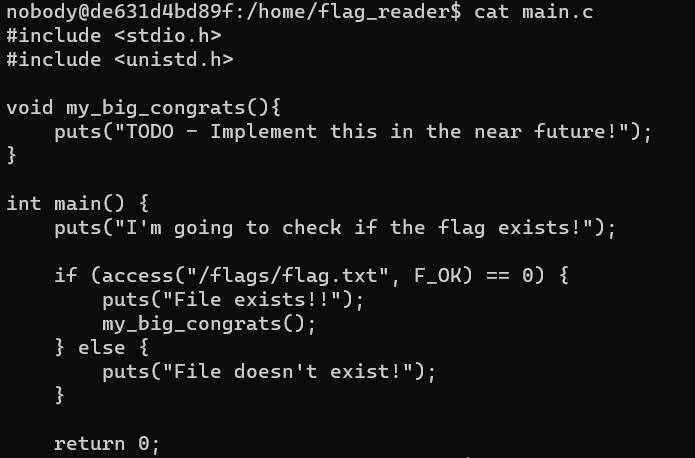 nobody@de631d4bd89f:/home/flag_reader$ cat main.c
#include <stdio.h>
#include <unistd.h>

void my_big_congrats(){
    puts("TODO - Implement this in the near future!");
}

int main() {
    puts("I'm going to check if the flag exists!");

    if (access("/flags/flag.txt", F_OK) == 0) {
        puts("File exists!!");
        my_big_congrats();
    } else {
        puts("File doesn't exist!");
    }

    return 0;